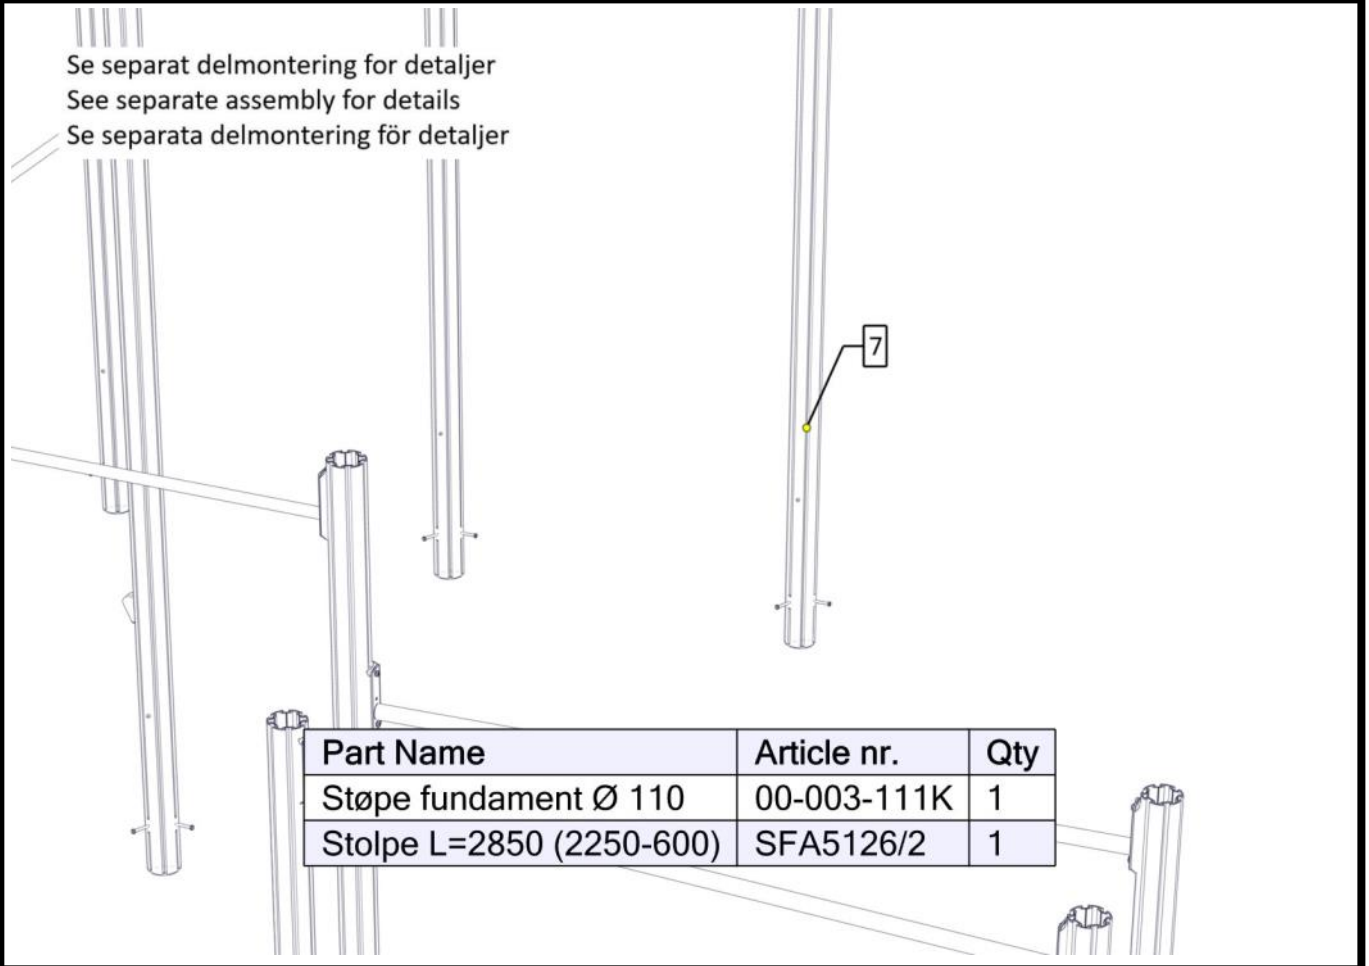 Se separat delmontering for detaljer
See separate assembly for details
Se separata delmontering för detaljer
7
Part Name Article nr. Qty
Støpe fundament Ø 110 00-003-111K 1
Stolpe L=2850 (2250-600) SFA5126/2 1